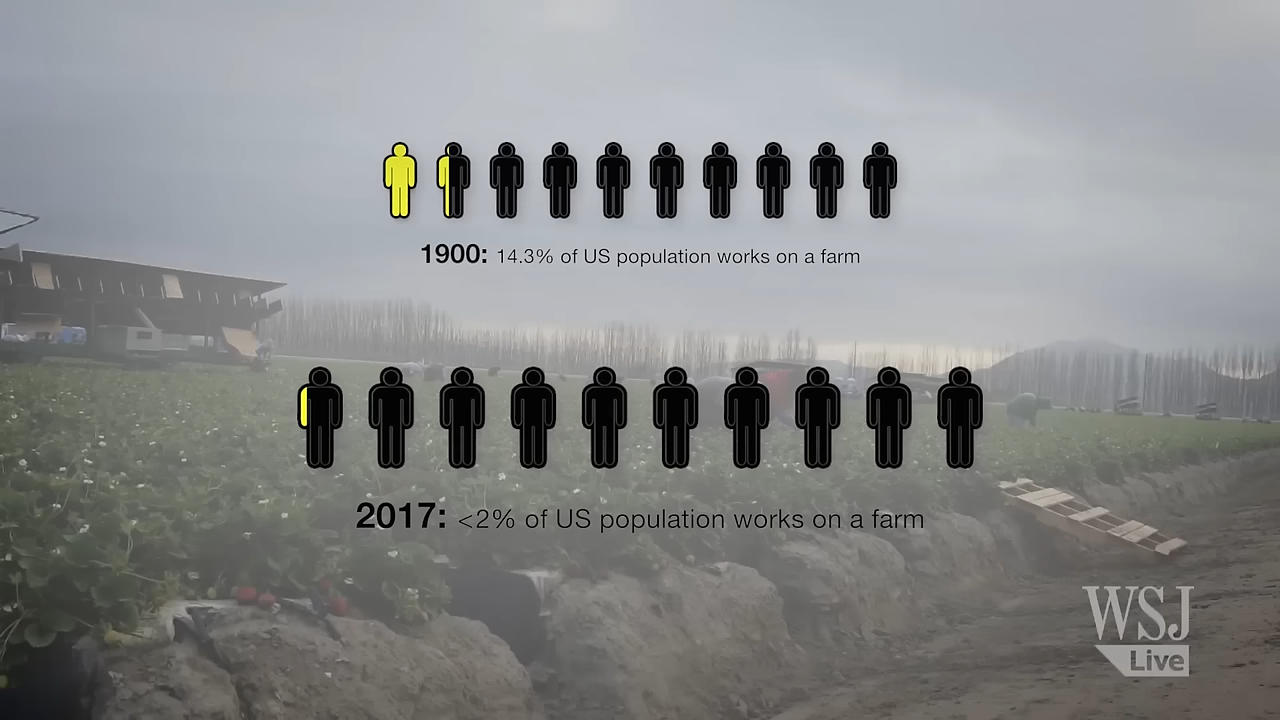 1900: 14.3% of US population works on a farm
2017: <2% of US population works on a farm
WSJ
Live